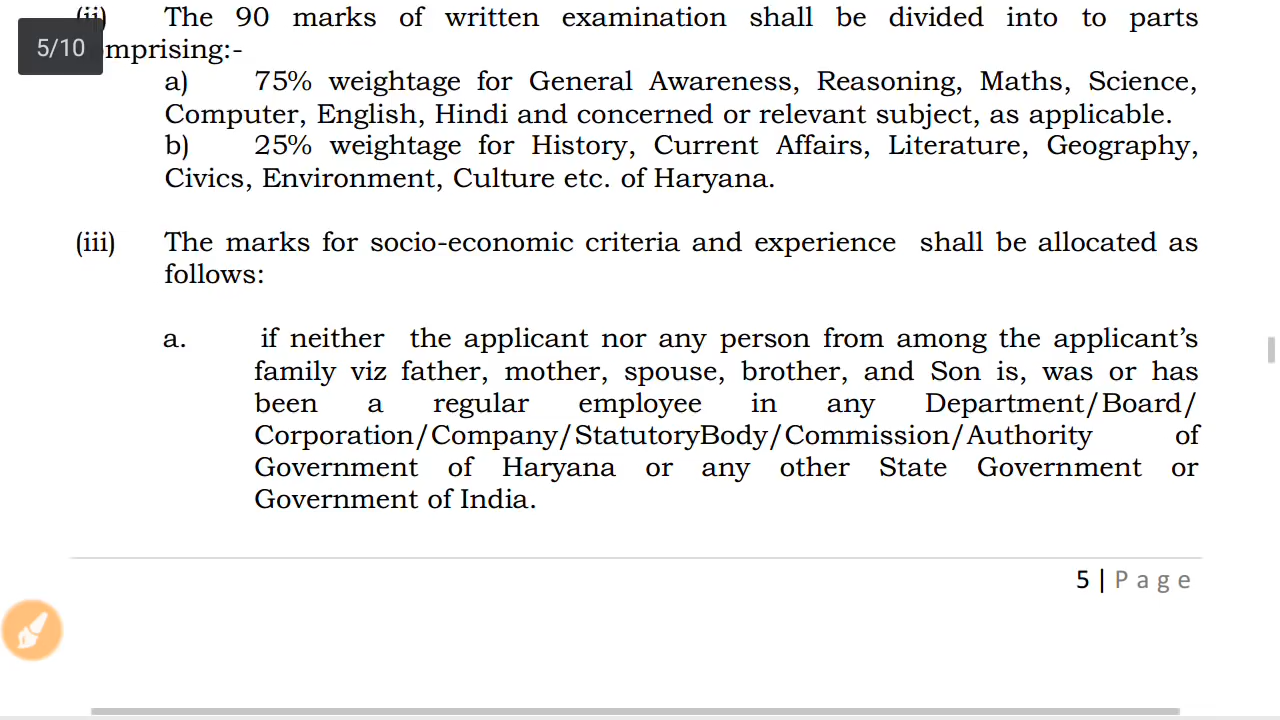 (ii) The 90 marks of written examination shall be divided into to parts
mprising:-
5/10
a) 75% weightage for General Awareness, Reasoning, Maths, Science,
Computer, English, Hindi and concerned or relevant subject, as applicable.
b) 25% weightage for History, Current Affairs, Literature, Geography,
Civics, Environment, Culture etc. of Haryana.
(iii) The marks for socio-economic criteria and experience shall be allocated as
follows:
a. if neither the applicant nor any person from among the applicant's
family viz father, mother, spouse, brother, and Son is, was or has
been a regular employee in any Department/Board/
Corporation/Company/StatutoryBody/Commission/Authority of
Government of Haryana or any other State Government or
Government of India.
5 | Page